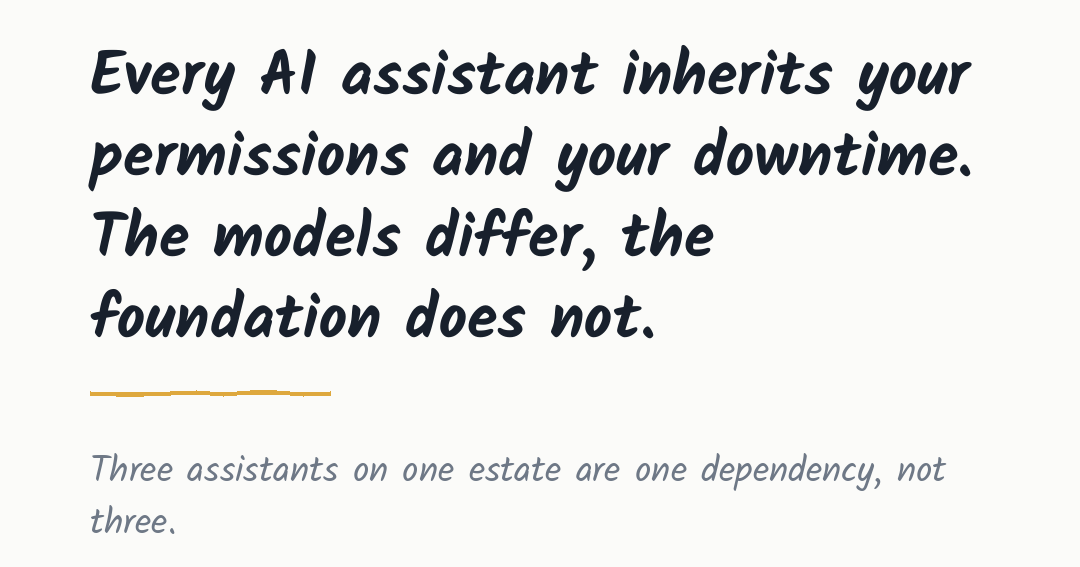 Every AI assistant inherits your
permissions and your downtime.
The models differ, the
foundation does not.
Three assistants on one estate are one dependency, not
three.